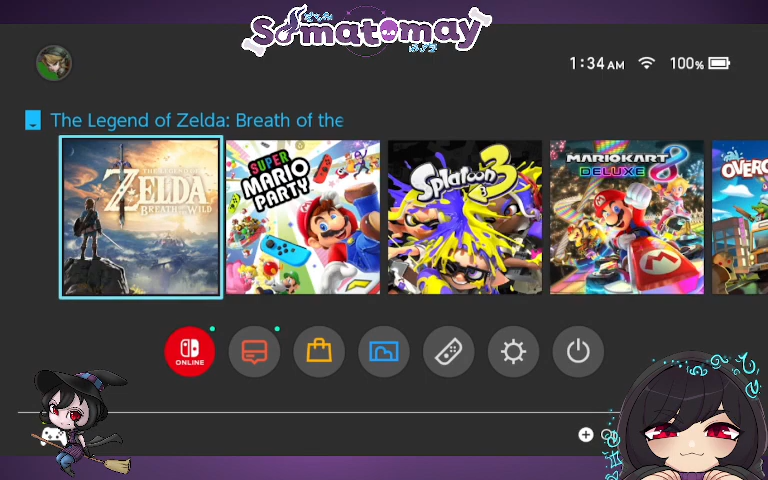 Somatomay
1:34 AM
100%
The Legend of Zelda: Breath of the
THE LEGEND OF
ZELDA
BREATH OF THE WILD
SUPER
MARIO
PARTY
Splatoon 3
MARIOKART 8
DELUXE
OVERC
ONLINE